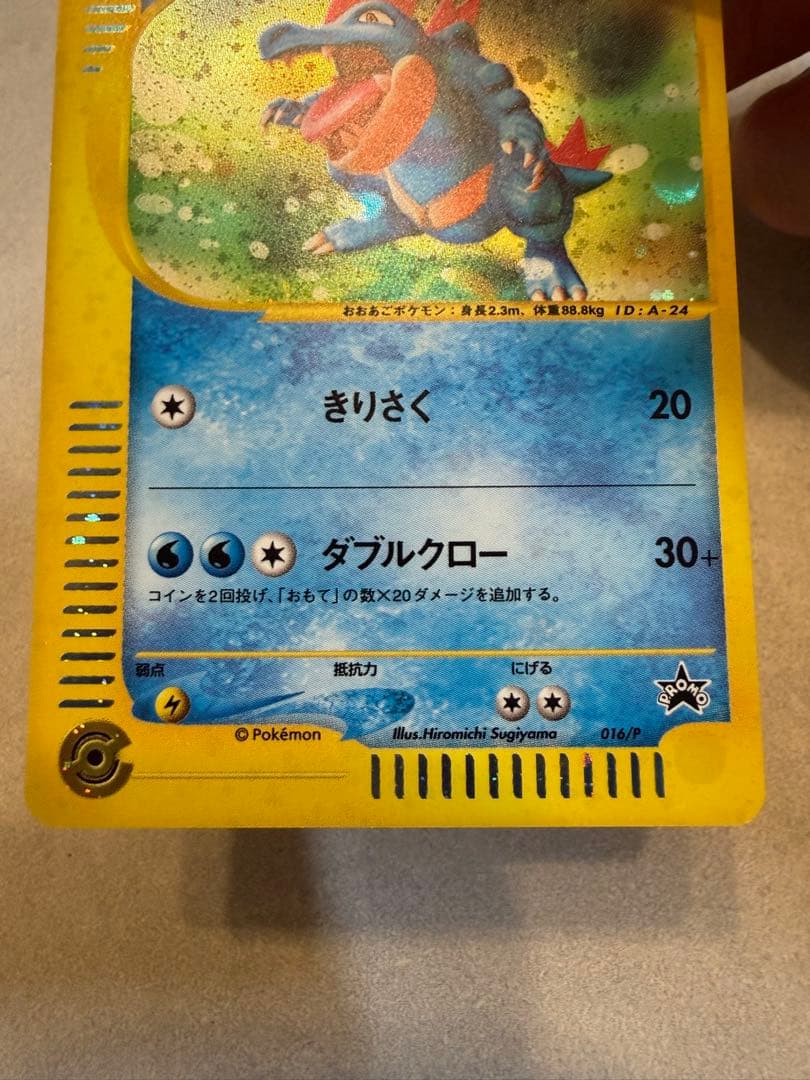 おおあごポケモン：身長2.3m、体重88.8kg ID:A-24
きりさく 20
ダブルクロー 30+
コインを2回投げ、「おもて」の数×20ダメージを追加する。
弱点 抵抗力 にげる
PROMO
© Pokémon Illus.Hiromichi Sugiyama 016/P